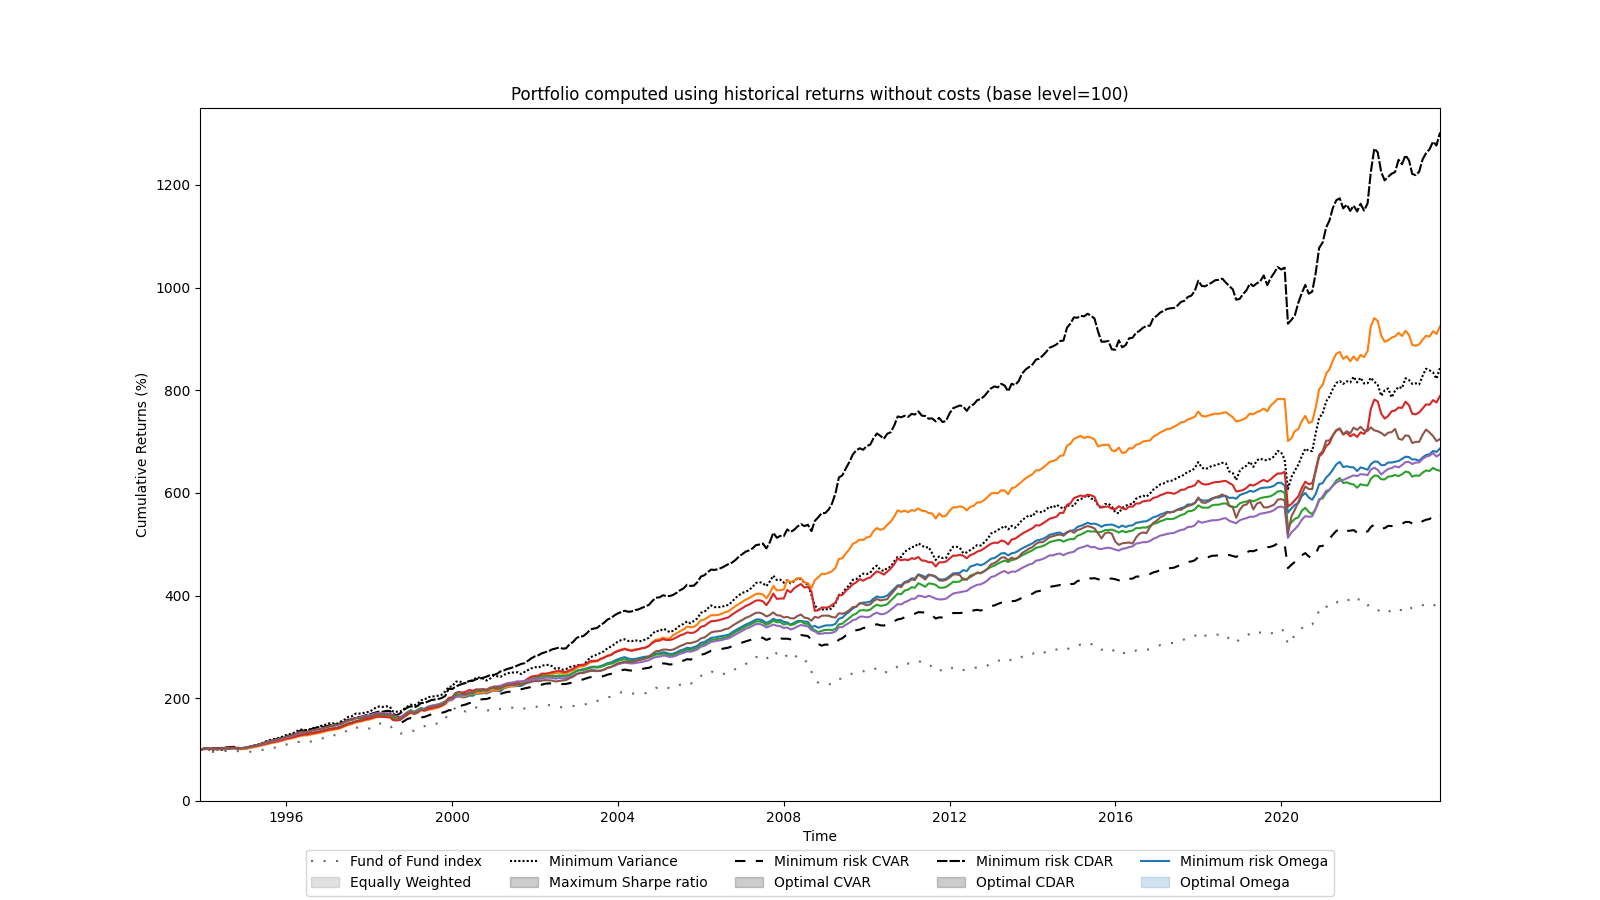 Portfolio computed using historical returns without costs (base level=100)
Cumulative Returns (%)
1200
1000
800
600
400
200
0
1996 2000 2004 2008 2012 2016 2020
Time
Fund of Fund index Minimum Variance Minimum risk CVAR Minimum risk CDAR Minimum risk Omega
Equally Weighted Maximum Sharpe ratio Optimal CVAR Optimal CDAR Optimal Omega